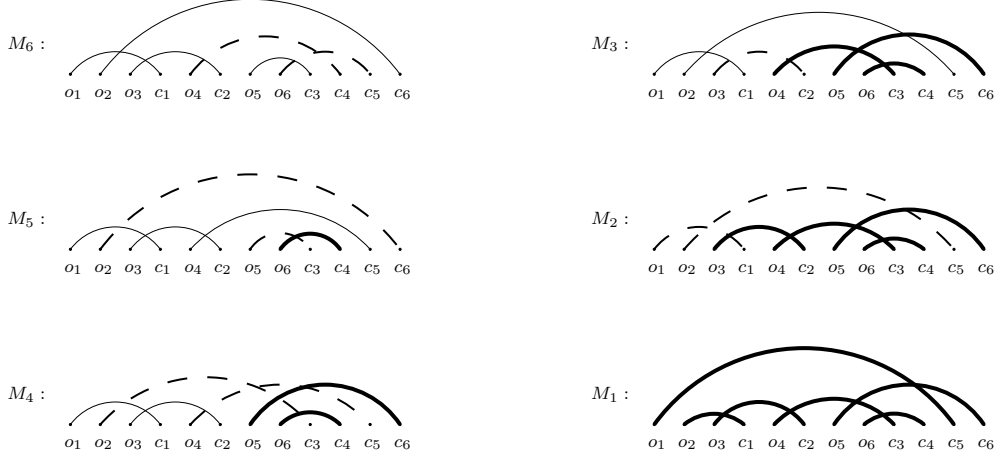 M₆ :
o₁ o₂ o₃ c₁ o₄ c₂ o₅ o₆ c₃ c₄ c₅ c₆
M₃ :
o₁ o₂ o₃ c₁ o₄ c₂ o₅ o₆ c₃ c₄ c₅ c₆
M₅ :
o₁ o₂ o₃ c₁ o₄ c₂ o₅ o₆ c₃ c₄ c₅ c₆
M₂ :
o₁ o₂ o₃ c₁ o₄ c₂ o₅ o₆ c₃ c₄ c₅ c₆
M₄ :
o₁ o₂ o₃ c₁ o₄ c₂ o₅ o₆ c₃ c₄ c₅ c₆
M₁ :
o₁ o₂ o₃ c₁ o₄ c₂ o₅ o₆ c₃ c₄ c₅ c₆